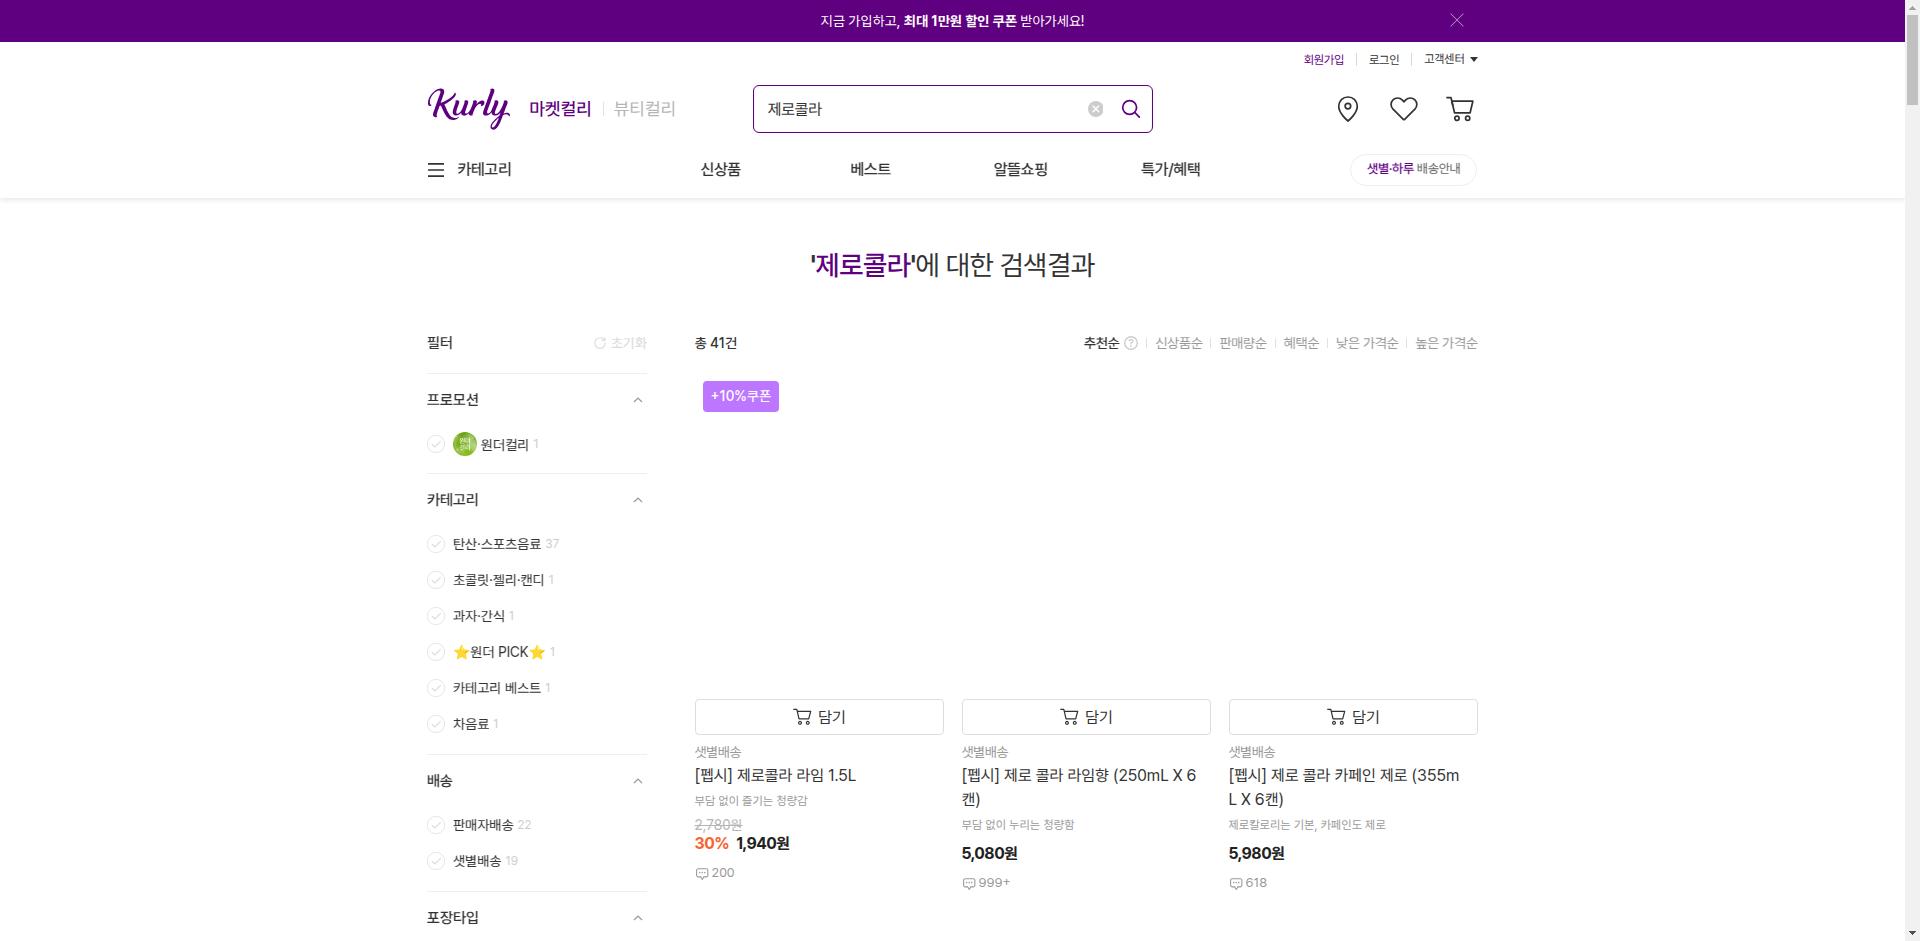 지금 가입하고, 최대 1만원 할인 쿠폰 받아가세요!
회원가입 로그인 고객센터
Kurly 마켓컬리 뷰티컬리 제로콜라
카테고리 신상품 베스트 알뜰쇼핑 특가/혜택 샛별·하루 배송안내
'제로콜라'에 대한 검색결과
필터 초기화
총 41건 추천순 신상품순 판매량순 혜택순 낮은 가격순 높은 가격순
프로모션
원더컬리 1
카테고리
탄산·스포츠음료 37
초콜릿·젤리·캔디 1
과자·간식 1
⭐원더 PICK⭐ 1
카테고리 베스트 1
차음료 1
배송
판매자배송 22
샛별배송 19
포장타입
+10%쿠폰
담기
샛별배송
[펩시] 제로콜라 라임 1.5L
부담 없이 즐기는 청량감
2,780원
30% 1,940원
200
담기
샛별배송
[펩시] 제로 콜라 라임향 (250mL X 6
캔)
부담 없이 누리는 청량함
5,080원
999+
담기
샛별배송
[펩시] 제로 콜라 카페인 제로 (355m
L X 6캔)
제로칼로리는 기본, 카페인도 제로
5,980원
618